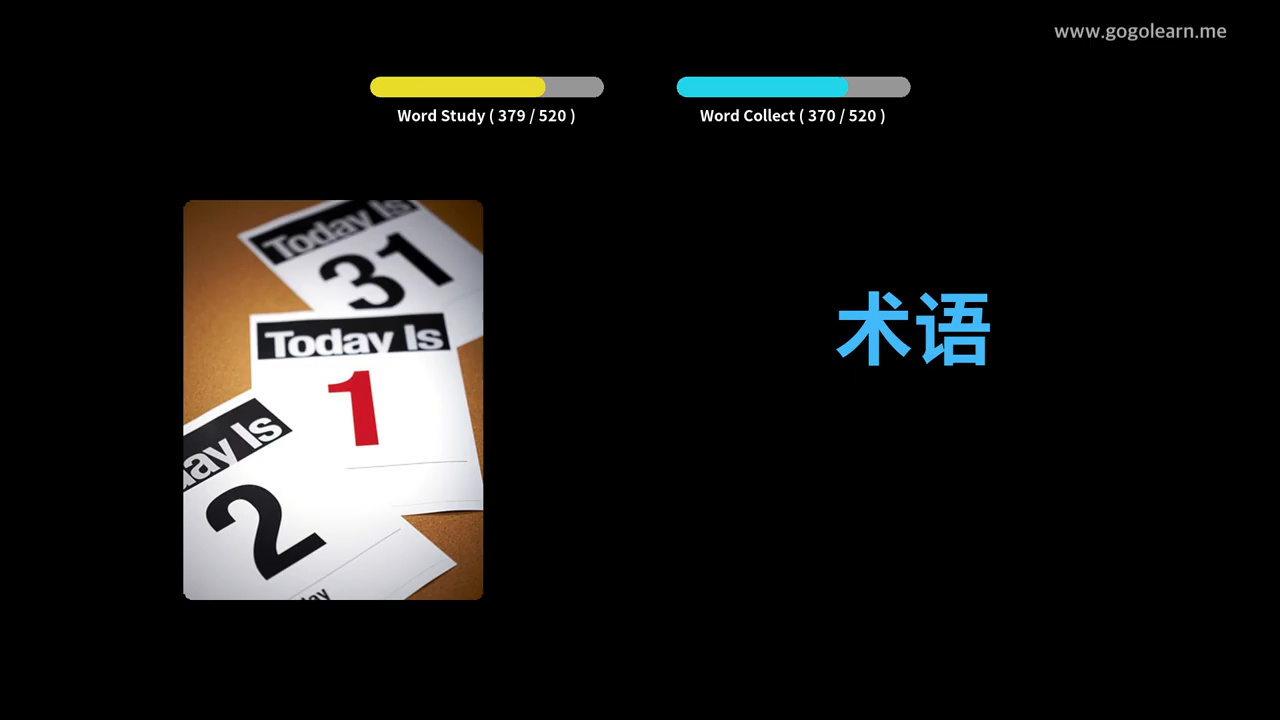 www.gogolearn.me
Word Study ( 379 / 520 )
Word Collect ( 370 / 520 )
Today Is
31
Today Is
1
ay Is
2
术语